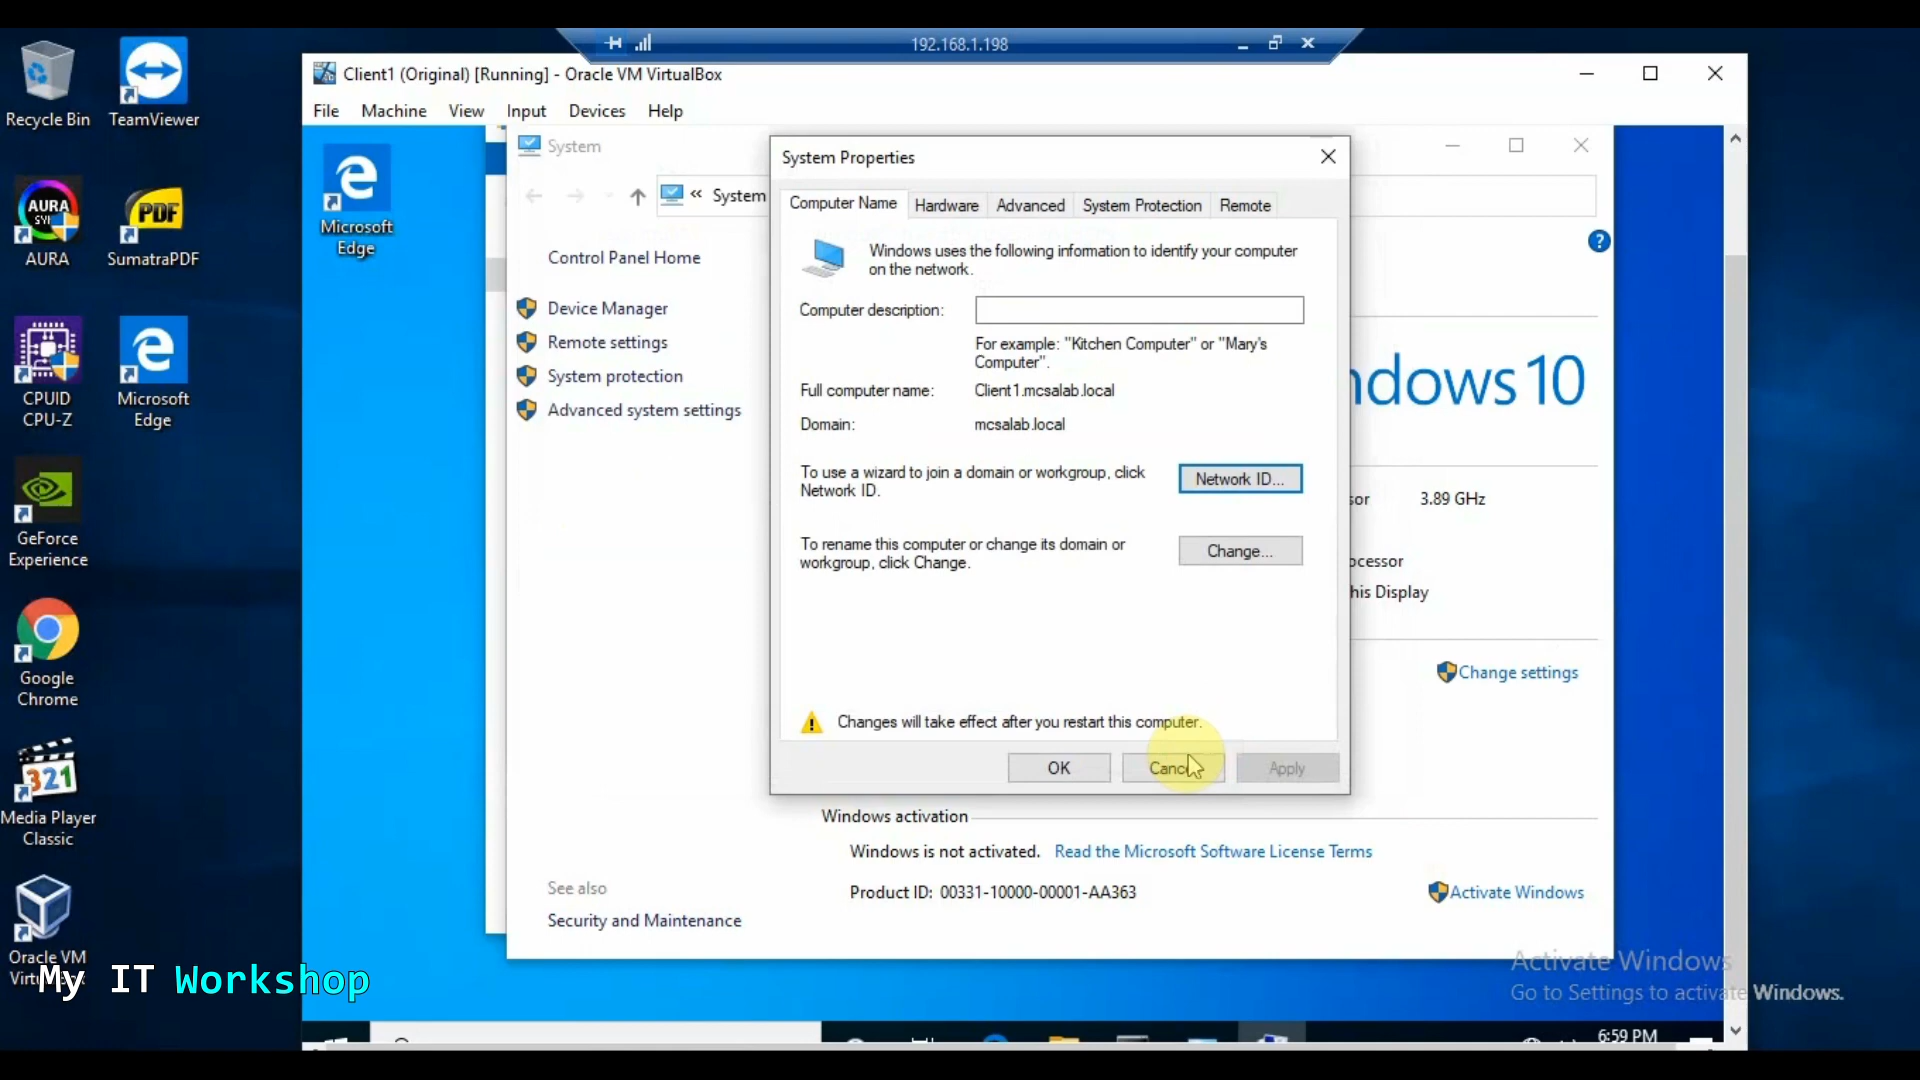 192.168.1.198
Client1 (Original) [Running] - Oracle VM VirtualBox
File Machine View Input Devices Help
Recycle Bin
TeamViewer
AURA
SumatraPDF
CPUID
CPU-Z
Microsoft
Edge
GeForce
Experience
Google
Chrome
Media Player
Classic
Oracle VM
My IT Workshop
Microsoft
Edge
System
« System
Control Panel Home
Device Manager
Remote settings
System protection
Advanced system settings
See also
Security and Maintenance
System Properties
Computer Name Hardware Advanced System Protection Remote
Windows uses the following information to identify your computer
on the network.
Computer description:
For example: "Kitchen Computer" or "Mary's
Computer".
Full computer name: Client1.mcsalab.local
Domain: mcsalab.local
To use a wizard to join a domain or workgroup, click
Network ID.
Network ID...
To rename this computer or change its domain or
workgroup, click Change.
Change...
Changes will take effect after you restart this computer.
OK Cancel Apply
ndows 10
sor 3.89 GHz
ocessor
his Display
Change settings
Windows activation
Windows is not activated. Read the Microsoft Software License Terms
Product ID: 00331-10000-00001-AA363
Activate Windows
Activate Windows
Go to Settings to activate Windows.
6:59 PM